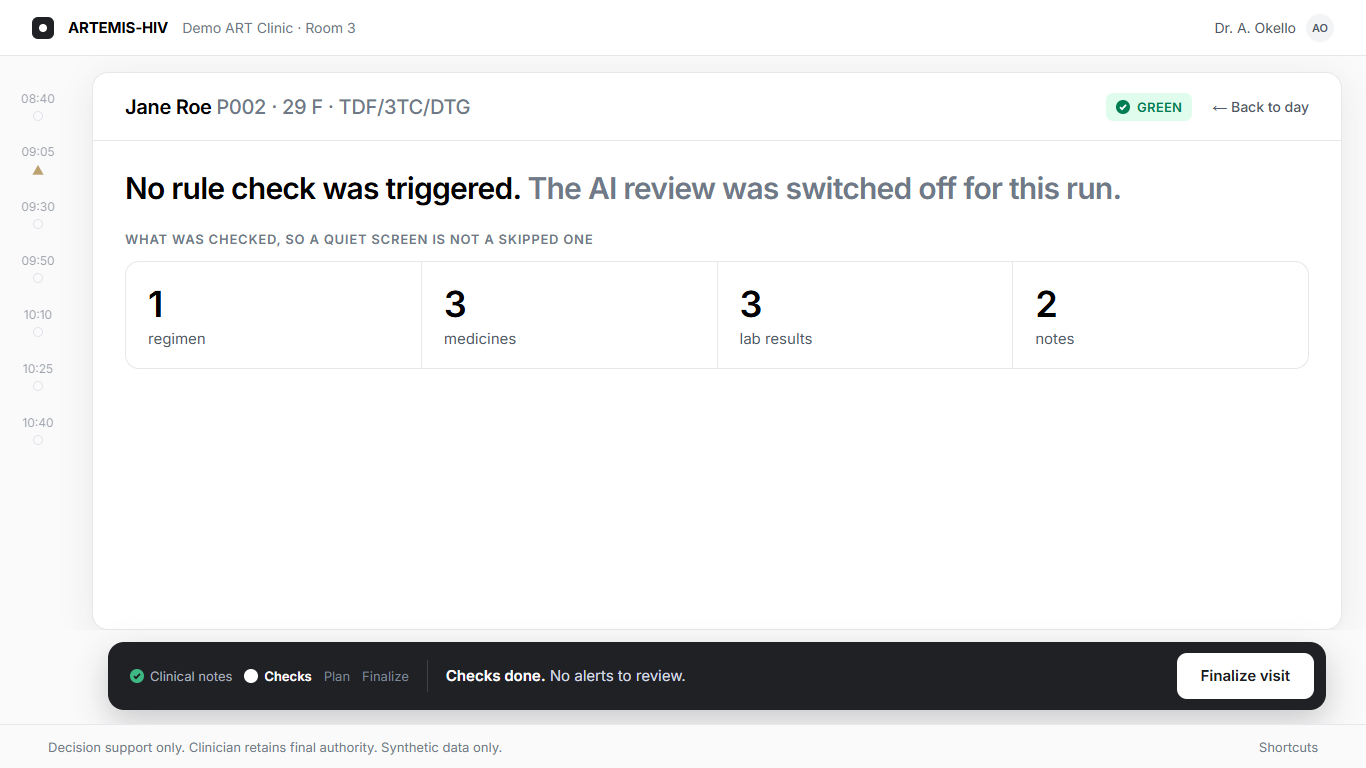 ARTEMIS-HIV Demo ART Clinic · Room 3
Dr. A. Okello AO
08:40
09:05
09:30
09:50
10:10
10:25
10:40
Jane Roe P002 · 29 F · TDF/3TC/DTG
GREEN
← Back to day
No rule check was triggered. The AI review was switched off for this run.
WHAT WAS CHECKED, SO A QUIET SCREEN IS NOT A SKIPPED ONE
1
regimen
3
medicines
3
lab results
2
notes
Clinical notes Checks Plan Finalize
Checks done. No alerts to review.
Finalize visit
Decision support only. Clinician retains final authority. Synthetic data only.
Shortcuts